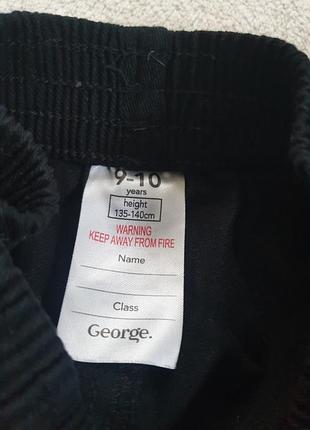 9-10
years
height
135-140cm
WARNING
KEEP AWAY FROM FIRE
Name
Class
George.